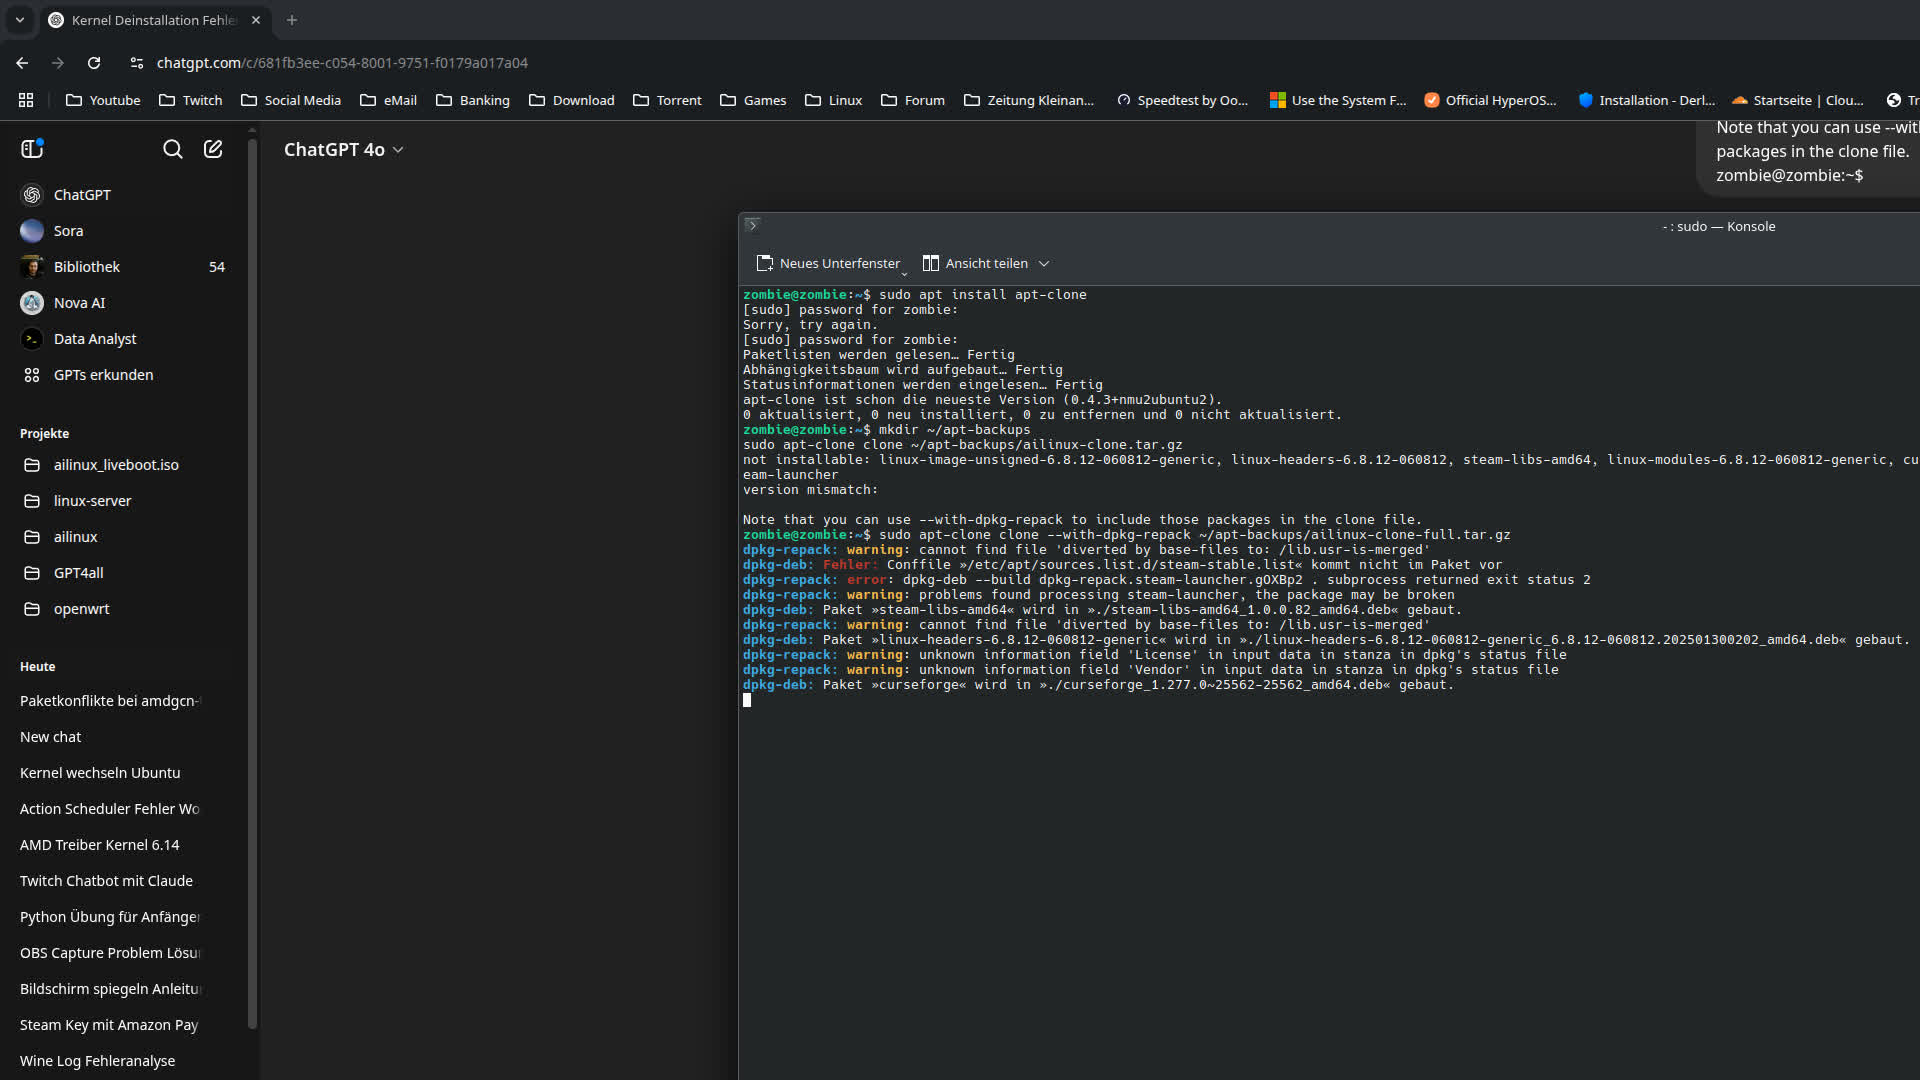 Kernel Deinstallation Fehle
chatgpt.com/c/681fb3ee-c054-8001-9751-f0179a017a04
Youtube
Twitch
Social Media
eMail
Banking
Download
Torrent
Games
Linux
Forum
Zeitung Kleinan...
Speedtest by Oo...
Use the System F...
Official HyperOS...
Installation - Derl...
Startseite | Clou...
Tr
ChatGPT 4o
Note that you can use --with
packages in the clone file.
zombie@zombie:~$
ChatGPT
Sora
Bibliothek 54
Nova AI
Data Analyst
GPTs erkunden
Projekte
ailinux_liveboot.iso
linux-server
ailinux
GPT4all
openwrt
Heute
Paketkonflikte bei amdgcn-
New chat
Kernel wechseln Ubuntu
Action Scheduler Fehler Wo
AMD Treiber Kernel 6.14
Twitch Chatbot mit Claude
Python Übung für Anfänger
OBS Capture Problem Lösu
Bildschirm spiegeln Anleitu
Steam Key mit Amazon Pay
Wine Log Fehleranalyse
- : sudo — Konsole
Neues Unterfenster
Ansicht teilen
zombie@zombie:~$ sudo apt install apt-clone
[sudo] password for zombie:
Sorry, try again.
[sudo] password for zombie:
Paketlisten werden gelesen… Fertig
Abhängigkeitsbaum wird aufgebaut… Fertig
Statusinformationen werden eingelesen… Fertig
apt-clone ist schon die neueste Version (0.4.3+nmu2ubuntu2).
0 aktualisiert, 0 neu installiert, 0 zu entfernen und 0 nicht aktualisiert.
zombie@zombie:~$ mkdir ~/apt-backups
sudo apt-clone clone ~/apt-backups/ailinux-clone.tar.gz
not installable: linux-image-unsigned-6.8.12-060812-generic, linux-headers-6.8.12-060812, steam-libs-amd64, linux-modules-6.8.12-060812-generic, cu
eam-launcher
version mismatch:
Note that you can use --with-dpkg-repack to include those packages in the clone file.
zombie@zombie:~$ sudo apt-clone clone --with-dpkg-repack ~/apt-backups/ailinux-clone-full.tar.gz
dpkg-repack: warning: cannot find file 'diverted by base-files to: /lib.usr-is-merged'
dpkg-deb: Fehler: Conffile »/etc/apt/sources.list.d/steam-stable.list« kommt nicht im Paket vor
dpkg-repack: error: dpkg-deb --build dpkg-repack.steam-launcher.gOXBp2 . subprocess returned exit status 2
dpkg-repack: warning: problems found processing steam-launcher, the package may be broken
dpkg-deb: Paket »steam-libs-amd64« wird in »./steam-libs-amd64_1.0.0.82_amd64.deb« gebaut.
dpkg-repack: warning: cannot find file 'diverted by base-files to: /lib.usr-is-merged'
dpkg-deb: Paket »linux-headers-6.8.12-060812-generic« wird in »./linux-headers-6.8.12-060812-generic_6.8.12-060812.202501300202_amd64.deb« gebaut.
dpkg-repack: warning: unknown information field 'License' in input data in stanza in dpkg's status file
dpkg-repack: warning: unknown information field 'Vendor' in input data in stanza in dpkg's status file
dpkg-deb: Paket »curseforge« wird in »./curseforge_1.277.0~25562-25562_amd64.deb« gebaut.